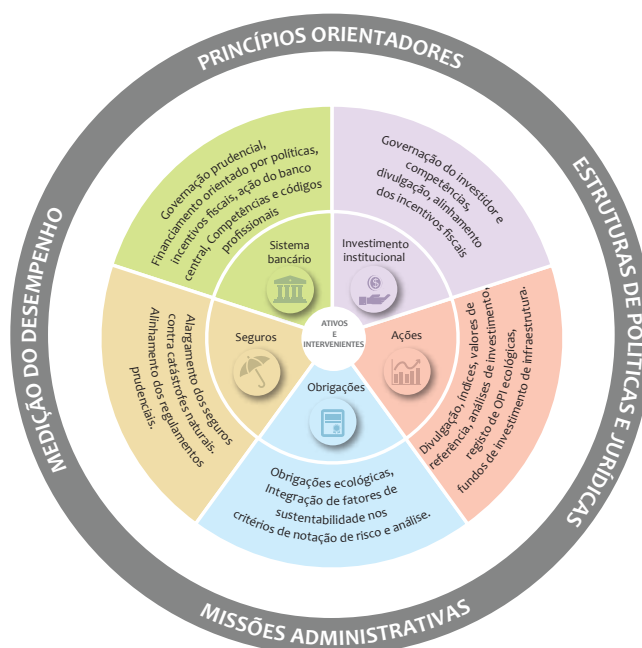 PRINCÍPIOS ORIENTADORES
ESTRUTURAS DE POLÍTICAS E JURÍDICAS
MISSÕES ADMINISTRATIVAS
MEDIÇÃO DO DESEMPENHO
Governação prudencial,
Financiamento orientado por políticas,
incentivos fiscais, ação do banco
central, Competências e códigos
profissionais
Sistema
bancário
Governação do investidor e
competências,
divulgação, alinhamento
dos incentivos fiscais
Investimento
institucional
ATIVOS
E
INTERVENIENTES
Seguros
Alargamento dos seguros
contra catástrofes naturais.
Alinhamento dos regulamentos
prudenciais.
Ações
Divulgação, índices, valores de
referência, análises de investimento,
registo de OPI ecológicas,
fundos de investimento de infraestrutura.
Obrigações
Obrigações ecológicas,
Integração de fatores de
sustentabilidade nos
critérios de notação de risco e análise.